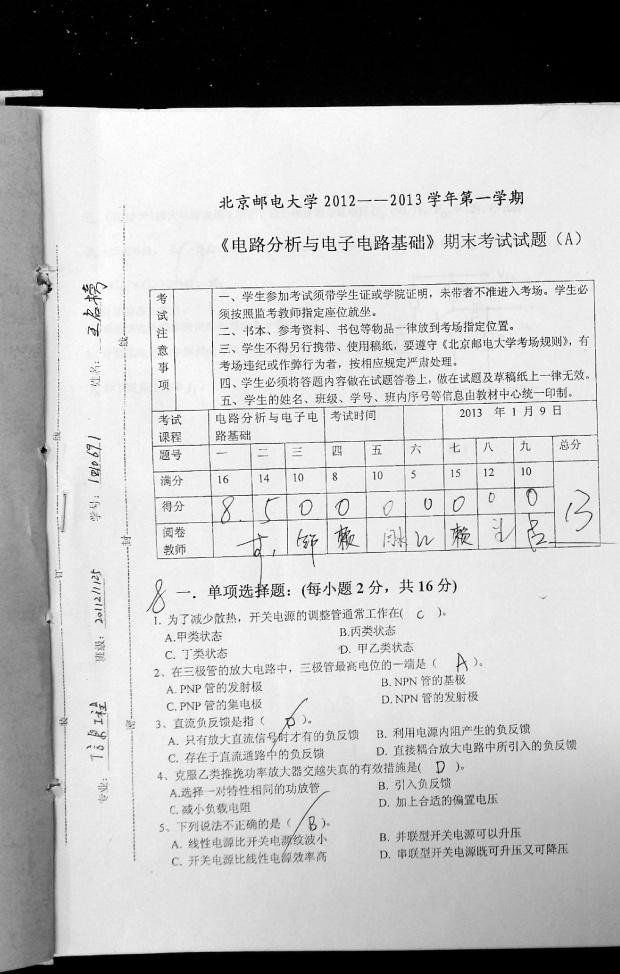 北京邮电大学2012——2013学年第一学期
《电路分析与电子电路基础》期末考试试题（A）
考试注意事项
一、学生参加考试须带学生证或学院证明，未带者不准进入考场。学生必
须按照监考教师指定座位就坐。
二、书本、参考资料、书包等物品一律放到考场指定位置。
三、学生不得另行携带、使用稿纸，要遵守《北京邮电大学考场规则》，有
考场违纪或作弊行为者，按相应规定严肃处理。
四、学生必须将答题内容做在试题答卷上，做在试题及草稿纸上一律无效。
五、学生的姓名、班级、学号、班内序号等信息由教材中心统一印制。
考试课程 电路分析与电子电路基础 考试时间 2013 年 1 月 9 日
题号 一 二 三 四 五 六 七 八 九 总分
满分 16 14 10 8 10 5 15 12 10
得分 8. 5 0 0 0 0 0 0 0 13
阅卷教师 赖 赖
8 一．单项选择题：(每小题 2 分，共 16 分)
1. 为了减少散热，开关电源的调整管通常工作在( C )。
A.甲类状态 B.丙类状态
C. 丁类状态 D. 甲乙类状态
2、在三极管的放大电路中，三极管最高电位的一端是（ A ）。
A. PNP 管的发射极 B. NPN 管的基极
C. PNP 管的集电极 D. NPN 管的发射极
3、直流负反馈是指（ D ）。
A. 只有放大直流信号时才有的负反馈 B. 利用电源内阻产生的负反馈
C. 存在于直流通路中的负反馈 D. 直接耦合放大电路中所引入的负反馈
4、克服乙类推挽功率放大器交越失真的有效措施是( D )。
A.选择一对特性相同的功放管 B. 引入负反馈
C.减小负载电阻 D. 加上合适的偏置电压
5、下列说法不正确的是（ B ）。
A. 线性电源比开关电源纹波小 B. 并联型开关电源可以升压
C. 开关电源比线性电源效率高 D. 串联型开关电源既可升压又可降压
姓名：
学号：
班级：
专业：
线
封
密
线
订
装